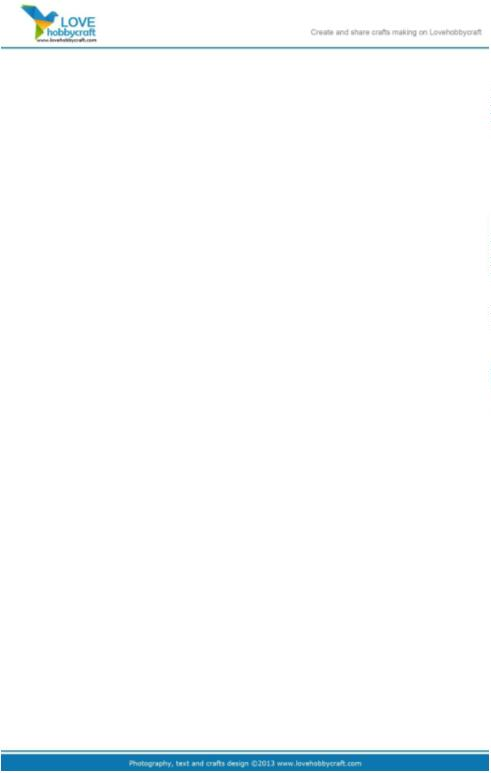 LOVE
hobbycraft
www.lovehobbycraft.com
Create and share crafts making on Lovehobbycraft
Photography, text and crafts design ©2013 www.lovehobbycraft.com